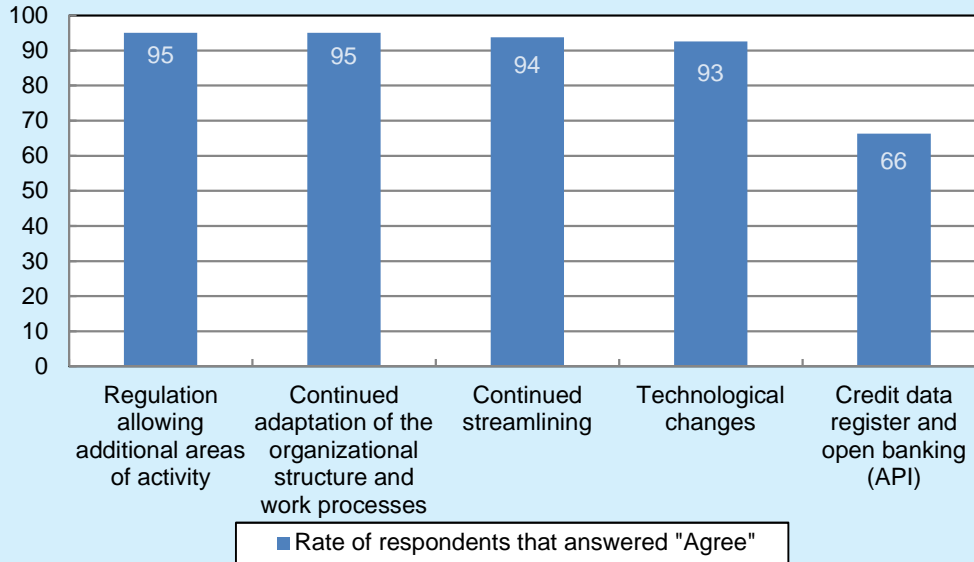 100
90
80
70
60
50
40
30
20
10
0
95
95
94
93
66
Regulation
allowing
additional areas
of activity
Continued
adaptation of the
organizational
structure and
work processes
Continued
streamlining
Technological
changes
Credit data
register and
open banking
(API)
Rate of respondents that answered "Agree"